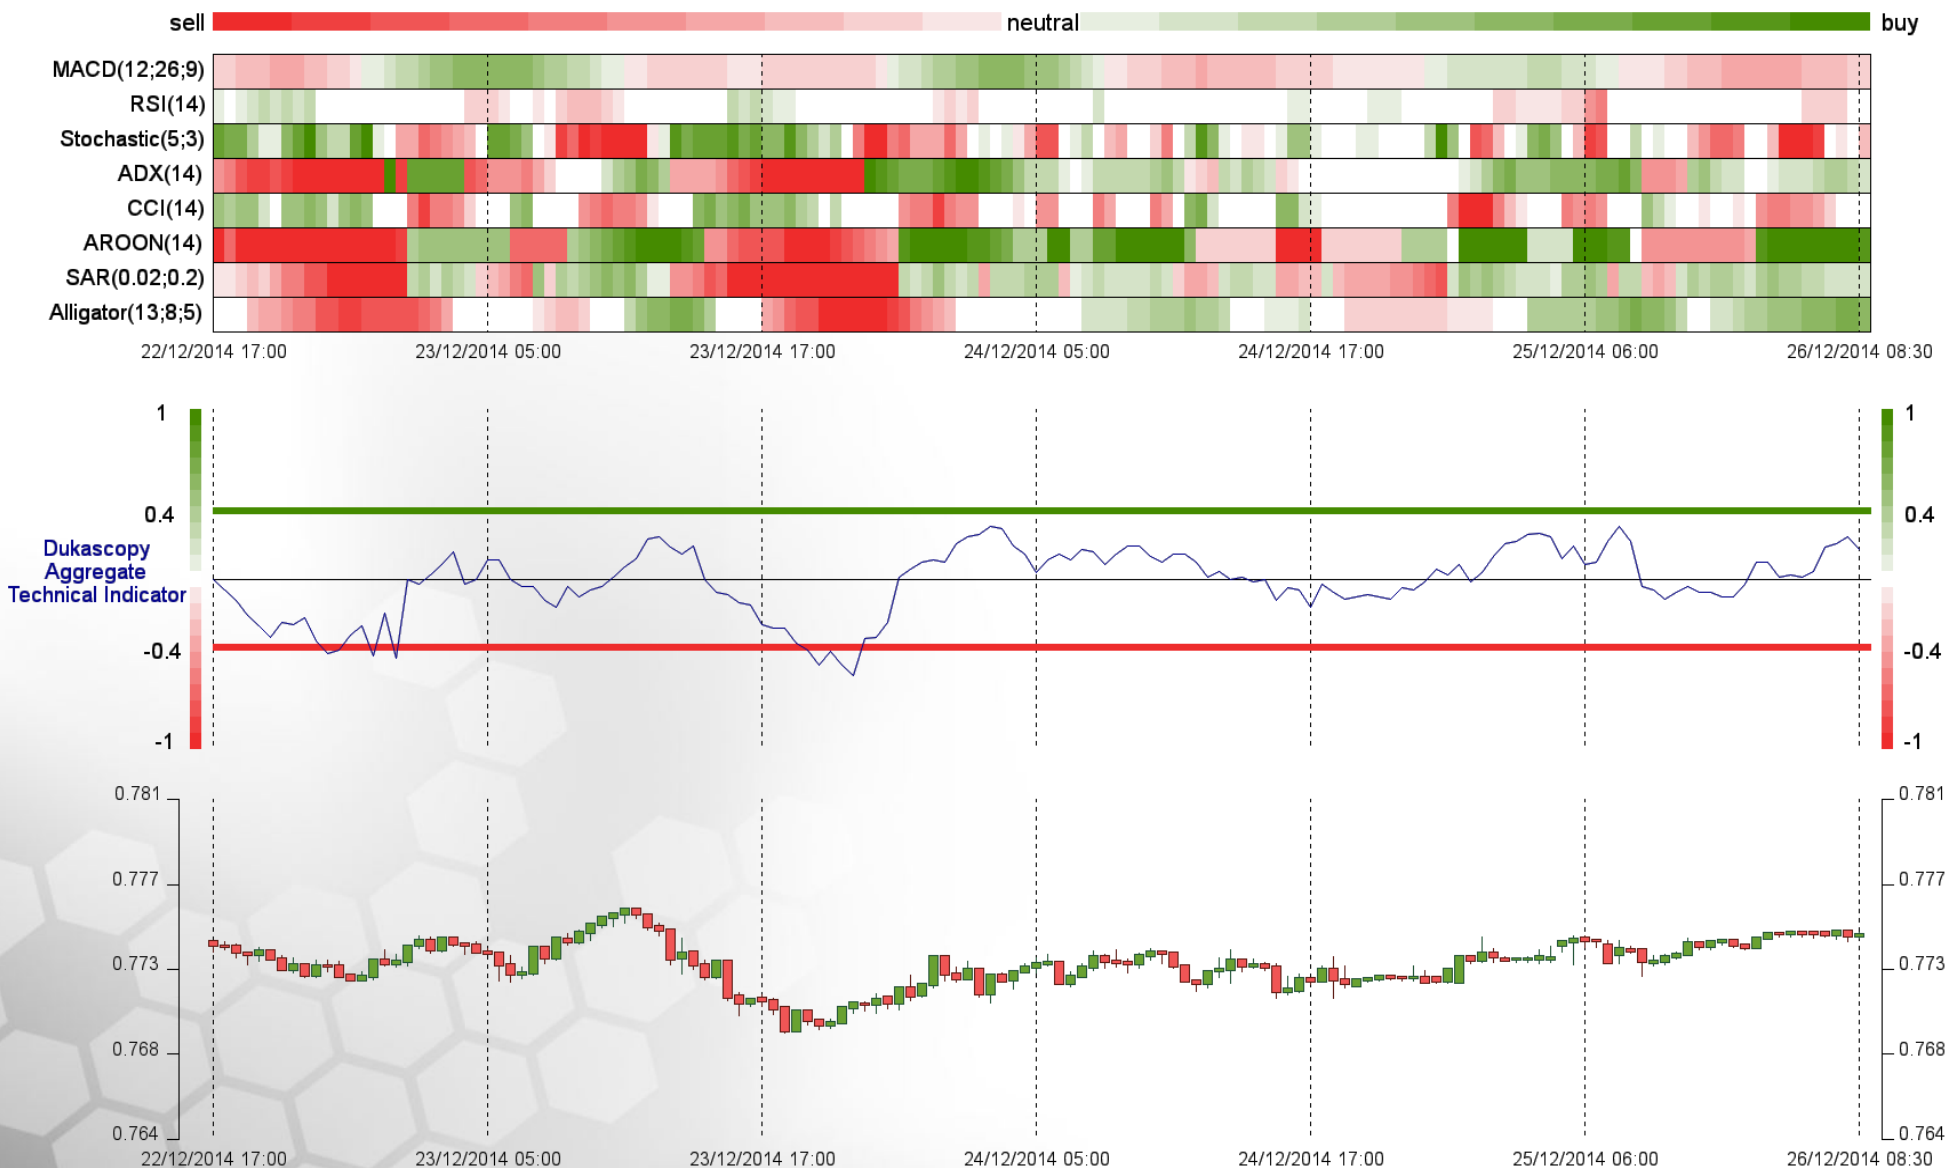 sell neutral buy
MACD(12;26;9)
RSI(14)
Stochastic(5;3)
ADX(14)
CCI(14)
AROON(14)
SAR(0.02;0.2)
Alligator(13;8;5)
22/12/2014 17:00 23/12/2014 05:00 23/12/2014 17:00 24/12/2014 05:00 24/12/2014 17:00 25/12/2014 06:00 26/12/2014 08:30
1 1
0.4 0.4
Dukascopy
Aggregate
Technical Indicator
-0.4 -0.4
-1 -1
0.781 0.781
0.777 0.777
0.773 0.773
0.768 0.768
0.764 0.764
22/12/2014 17:00 23/12/2014 05:00 23/12/2014 17:00 24/12/2014 05:00 24/12/2014 17:00 25/12/2014 06:00 26/12/2014 08:30